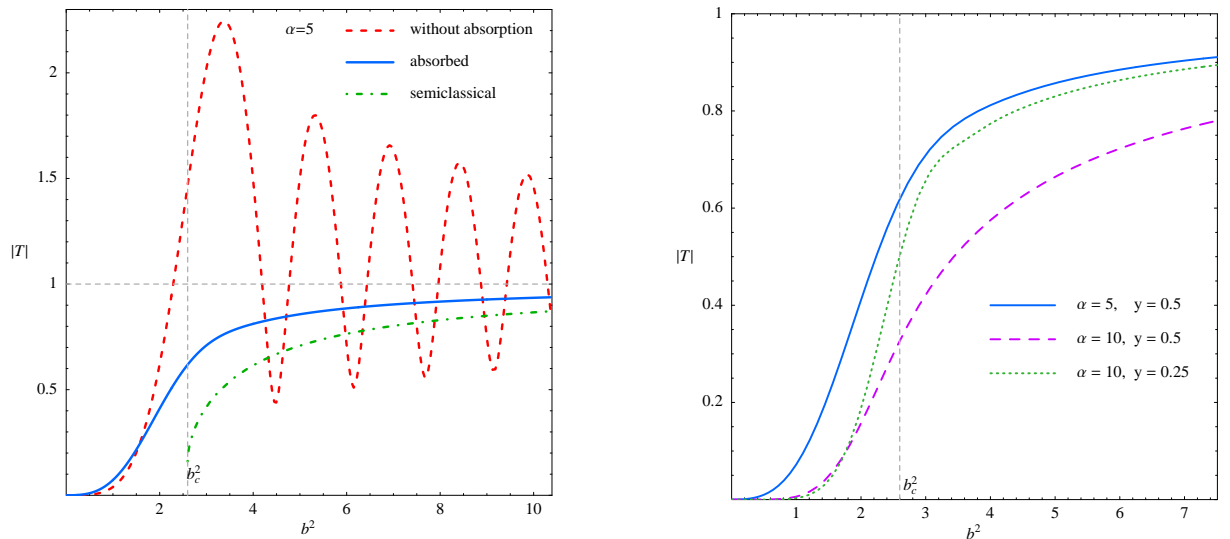 α=5
without absorption
absorbed
semiclassical
2
1.5
|T|
1
0.5
b_c^2
2 4 6 8 10
b^2
1
0.8
0.6
|T|
0.4
0.2
α = 5, y = 0.5
α = 10, y = 0.5
α = 10, y = 0.25
b_c^2
1 2 3 4 5 6 7
b^2